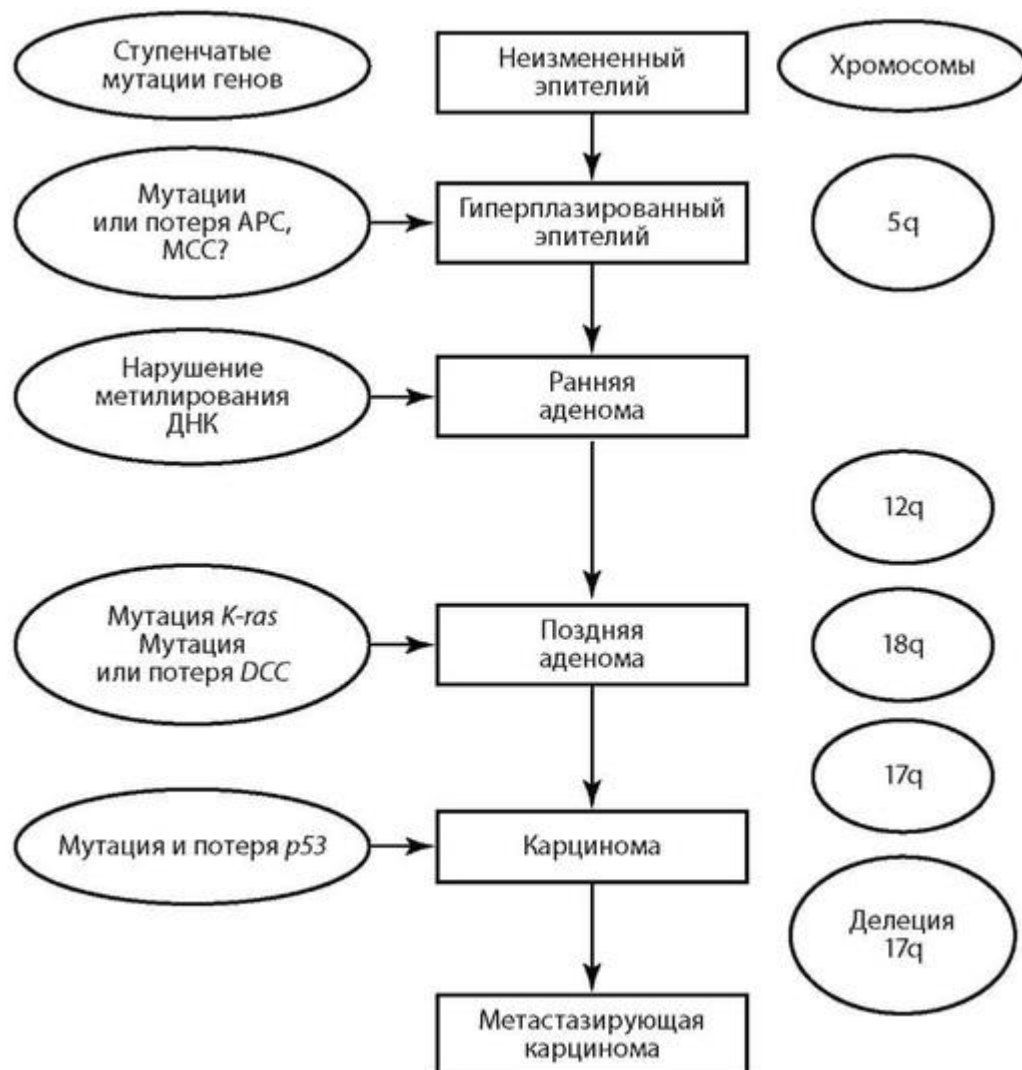 Ступенчатые
мутации генов
Неизмененный
эпителий
Хромосомы
Мутации
или потеря APC,
MCC?
Гиперплазированный
эпителий
5q
Нарушение
метилирования
ДНК
Ранняя
аденома
12q
Мутация K-ras
Мутация
или потеря DCC
Поздняя
аденома
18q
17q
Мутация и потеря p53
Карцинома
Делеция
17q
Метастазирующая
карцинома